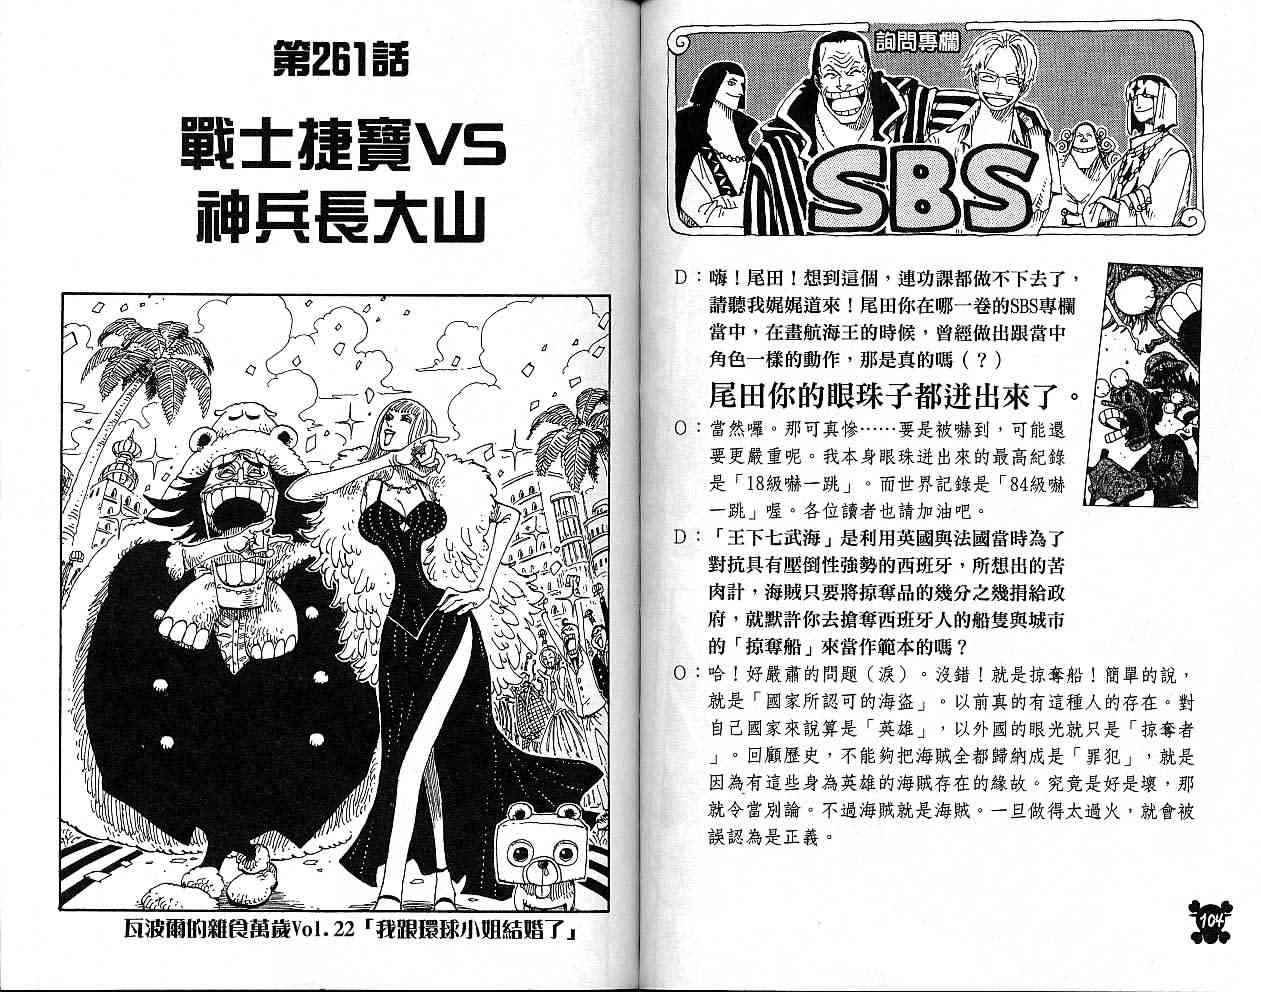 詢問專欄
SBS
D：嗨！尾田！想到這個，連功課都做不下去了，
請聽我娓娓道來！尾田你在哪一卷的SBS專欄
當中，在畫航海王的時候，曾經做出跟當中
角色一樣的動作，那是真的嗎（？）
尾田你的眼珠子都迸出來了。
O：當然囉。那可真慘……要是被嚇到，可能還
要更嚴重呢。我本身眼珠迸出來的最高紀錄
是「18級嚇一跳」。而世界記錄是「84級嚇
一跳」喔。各位讀者也請加油吧。
D：「王下七武海」是利用英國與法國當時為了
對抗具有壓倒性強勢的西班牙，所想出的苦
肉計，海賊只要將掠奪品的幾分之幾捐給政
府，就默許你去搶奪西班牙人的船隻與城市
的「掠奪船」來當作範本的嗎？
O：哈！好嚴肅的問題（淚）。沒錯！就是掠奪船！簡單的說，
就是「國家所認可的海盜」。以前真的有這種人的存在。對
自己國家來說算是「英雄」，以外國的眼光就只是「掠奪者
」。回顧歷史，不能夠把海賊全都歸納成是「罪犯」，就是
因為有這些身為英雄的海賊存在的緣故。究竟是好是壞，那
就令當別論。不過海賊就是海賊。一旦做得太過火，就會被
誤認為是正義。
104
第261話
戰士捷寶VS
神兵長大山
瓦波爾的雜食萬歲Vol.22「我跟環球小姐結婚了」